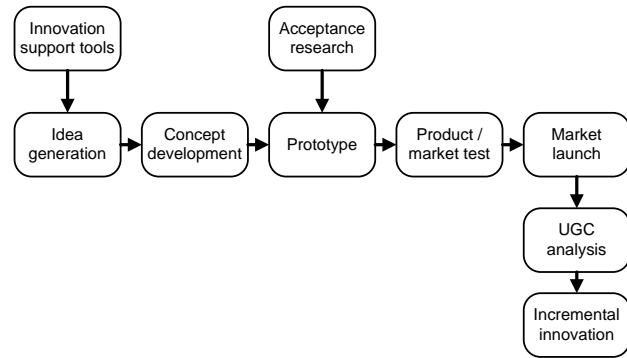 Innovation
support tools
Acceptance
research
Idea
generation
Concept
development
Prototype
Product /
market test
Market
launch
UGC
analysis
Incremental
innovation